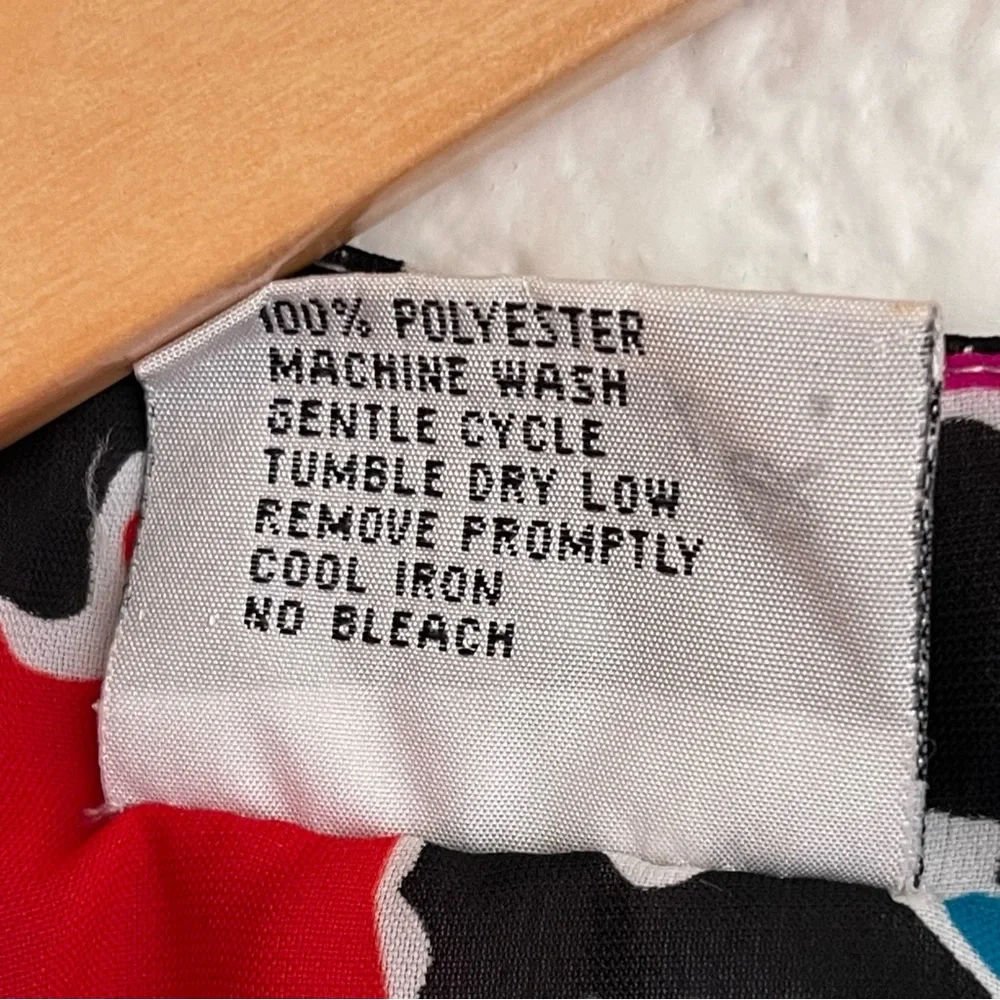 100% POLYESTER
MACHINE WASH
GENTLE CYCLE
TUMBLE DRY LOW
REMOVE PROMPTLY
COOL IRON
NO BLEACH